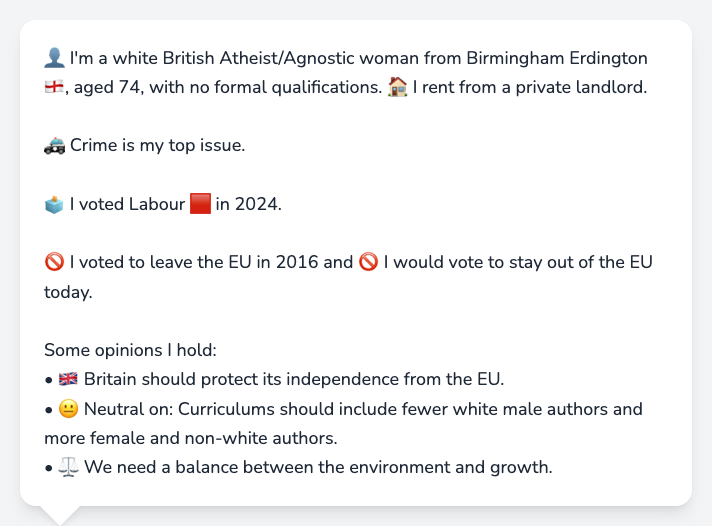 👤 I'm a white British Atheist/Agnostic woman from Birmingham Erdington
🏴󠁧󠁢󠁥󠁮󠁧󠁿, aged 74, with no formal qualifications. 🏠 I rent from a private landlord.
🚓 Crime is my top issue.
🗳️ I voted Labour 🟥 in 2024.
🚫 I voted to leave the EU in 2016 and 🚫 I would vote to stay out of the EU
today.
Some opinions I hold:
• 🇬🇧 Britain should protect its independence from the EU.
• 😐 Neutral on: Curriculums should include fewer white male authors and
more female and non-white authors.
• ⚖️ We need a balance between the environment and growth.